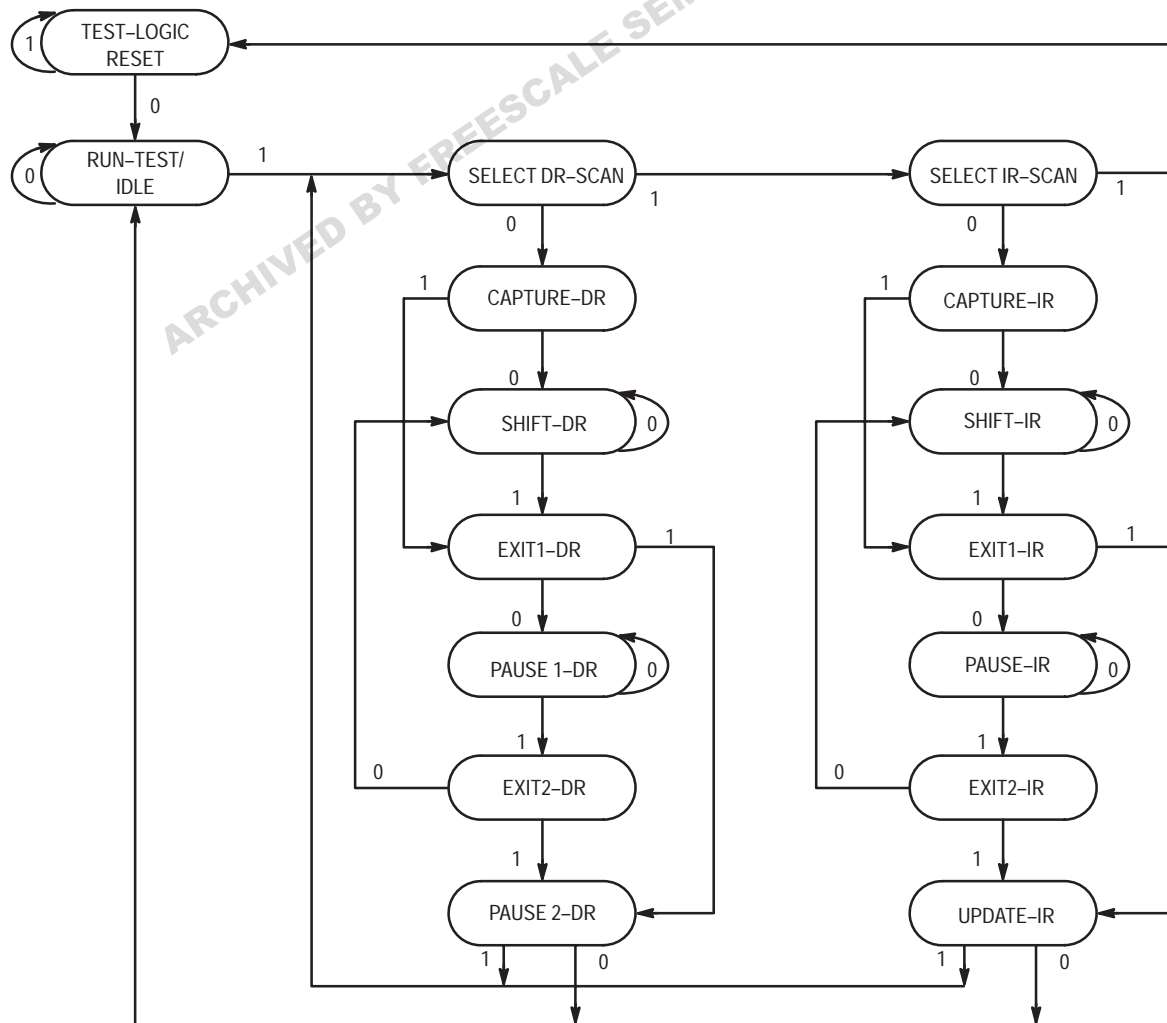 TEST–LOGIC
RESET
1
0
RUN–TEST/
IDLE
0
1
SELECT DR–SCAN
1
SELECT IR–SCAN
1
0
0
1
CAPTURE–DR
1
CAPTURE–IR
0
0
SHIFT–DR
0
SHIFT–IR
0
1
1
EXIT1–DR
1
EXIT1–IR
1
0
0
PAUSE 1–DR
0
PAUSE–IR
0
1
1
0
EXIT2–DR
0
EXIT2–IR
1
1
PAUSE 2–DR
UPDATE–IR
1
0
1
0
ARCHIVED BY FREESCALE